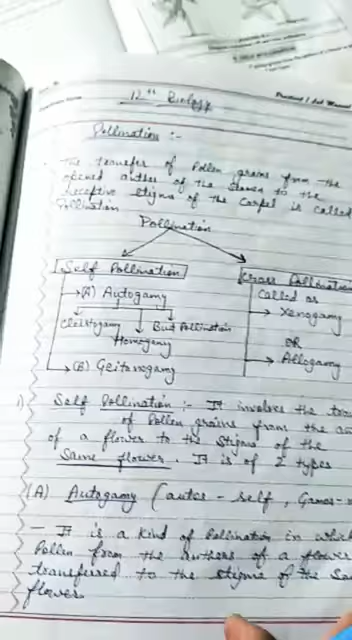 12th Biology
Pollination :-
The transfer of Pollen grains from the
opened anther of the Stamen to the
receptive stigma of the Carpel is called
Pollination
Pollination
Self Pollination
Cross Pollination
(A) Autogamy
Called as
Cleistogamy
But Pollination
Xenogamy
Homogamy
OR
(B) Geitonogamy
Allogamy
1) Self Pollination :- It involves the
of Pollen grains from the
of a flower to the Stigma of the
Same flower. It is of 2 types
(A) Autogamy (autos - self, Gamos -
- It is a kind of Pollination in which
Pollen from the anthers of a flower
transferred to the stigma of the
flower.